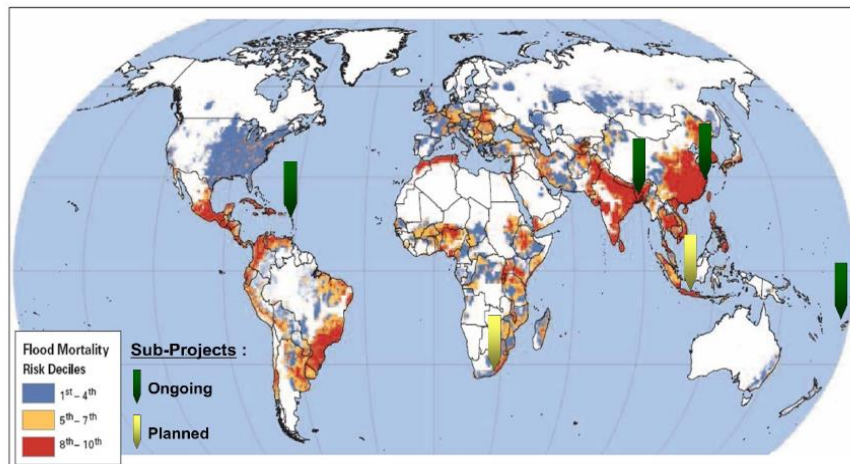 Flood Mortality
Risk Deciles
1st – 4th
5th – 7th
8th – 10th
Sub-Projects :
Ongoing
Planned